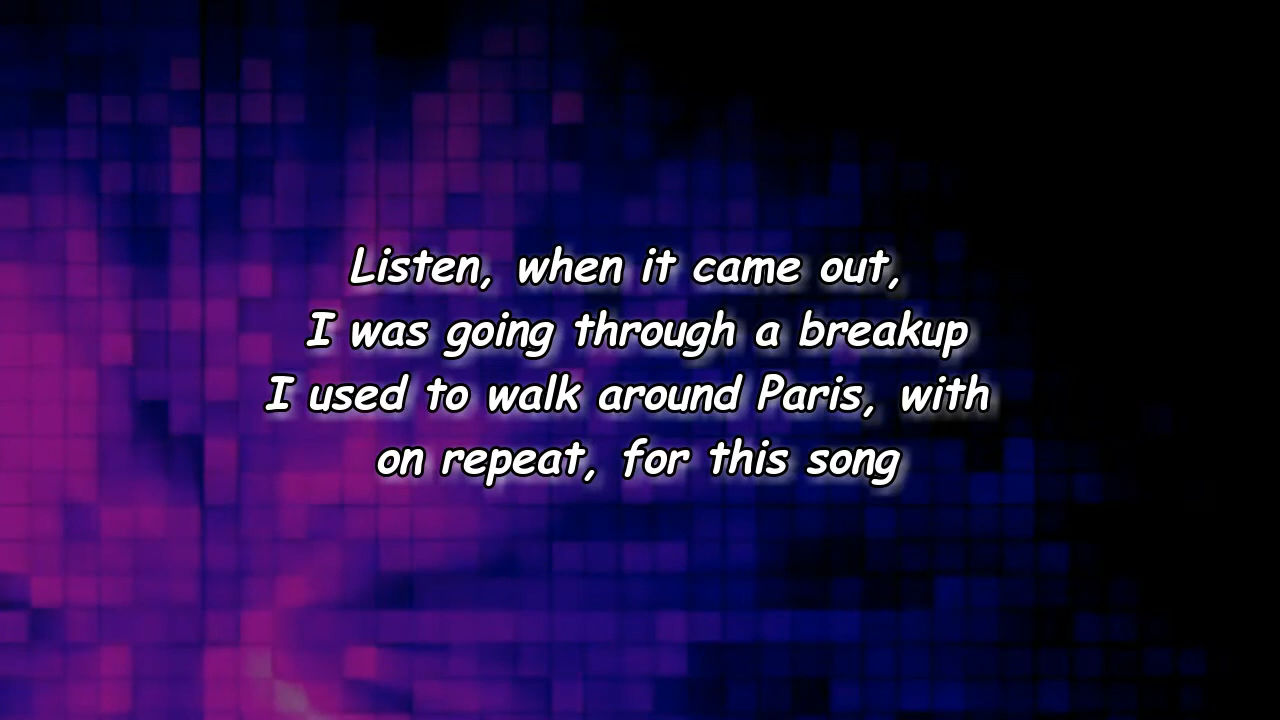 Listen, when it came out,
I was going through a breakup
I used to walk around Paris, with
on repeat, for this song